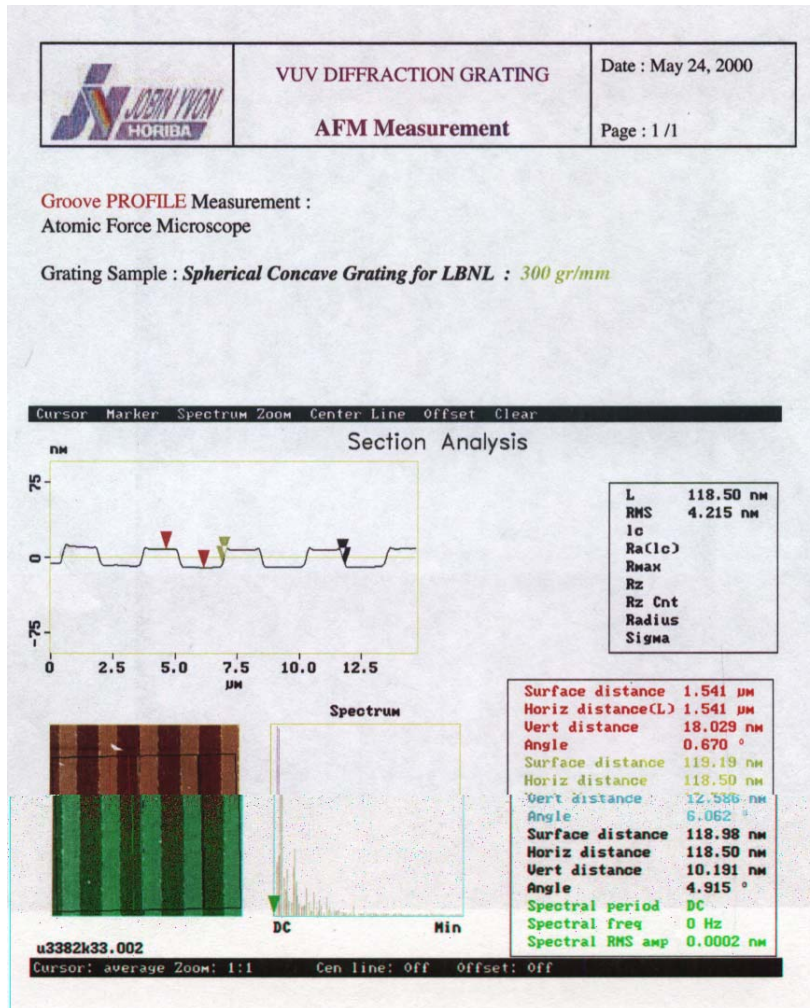 JOBIN YVON
HORIBA
VUV DIFFRACTION GRATING
AFM Measurement
Date : May 24, 2000
Page : 1 /1
Groove PROFILE Measurement :
Atomic Force Microscope
Grating Sample : Spherical Concave Grating for LBNL : 300 gr/mm
Cursor Marker Spectrum Zoom Center Line Offset Clear
Section Analysis
nM
75
0
-75
0 2.5 5.0 7.5 10.0 12.5
µM
L 118.50 nM
RMS 4.215 nM
lc
Ra(lc)
Rmax
Rz
Rz Cnt
Radius
Sigma
Spectrum
DC Min
Surface distance 1.541 µM
Horiz distance(L) 1.541 µM
Vert distance 18.029 nM
Angle 0.670 °
Surface distance 119.19 nM
Horiz distance 118.50 nM
Vert distance 12.586 nM
Angle 6.062 °
Surface distance 118.98 nM
Horiz distance 118.50 nM
Vert distance 10.191 nM
Angle 4.915 °
Spectral period DC
Spectral freq 0 Hz
Spectral RMS amp 0.0002 nM
u3382k33.002
Cursor: average Zoom: 1:1 Cen line: Off Offset: Off